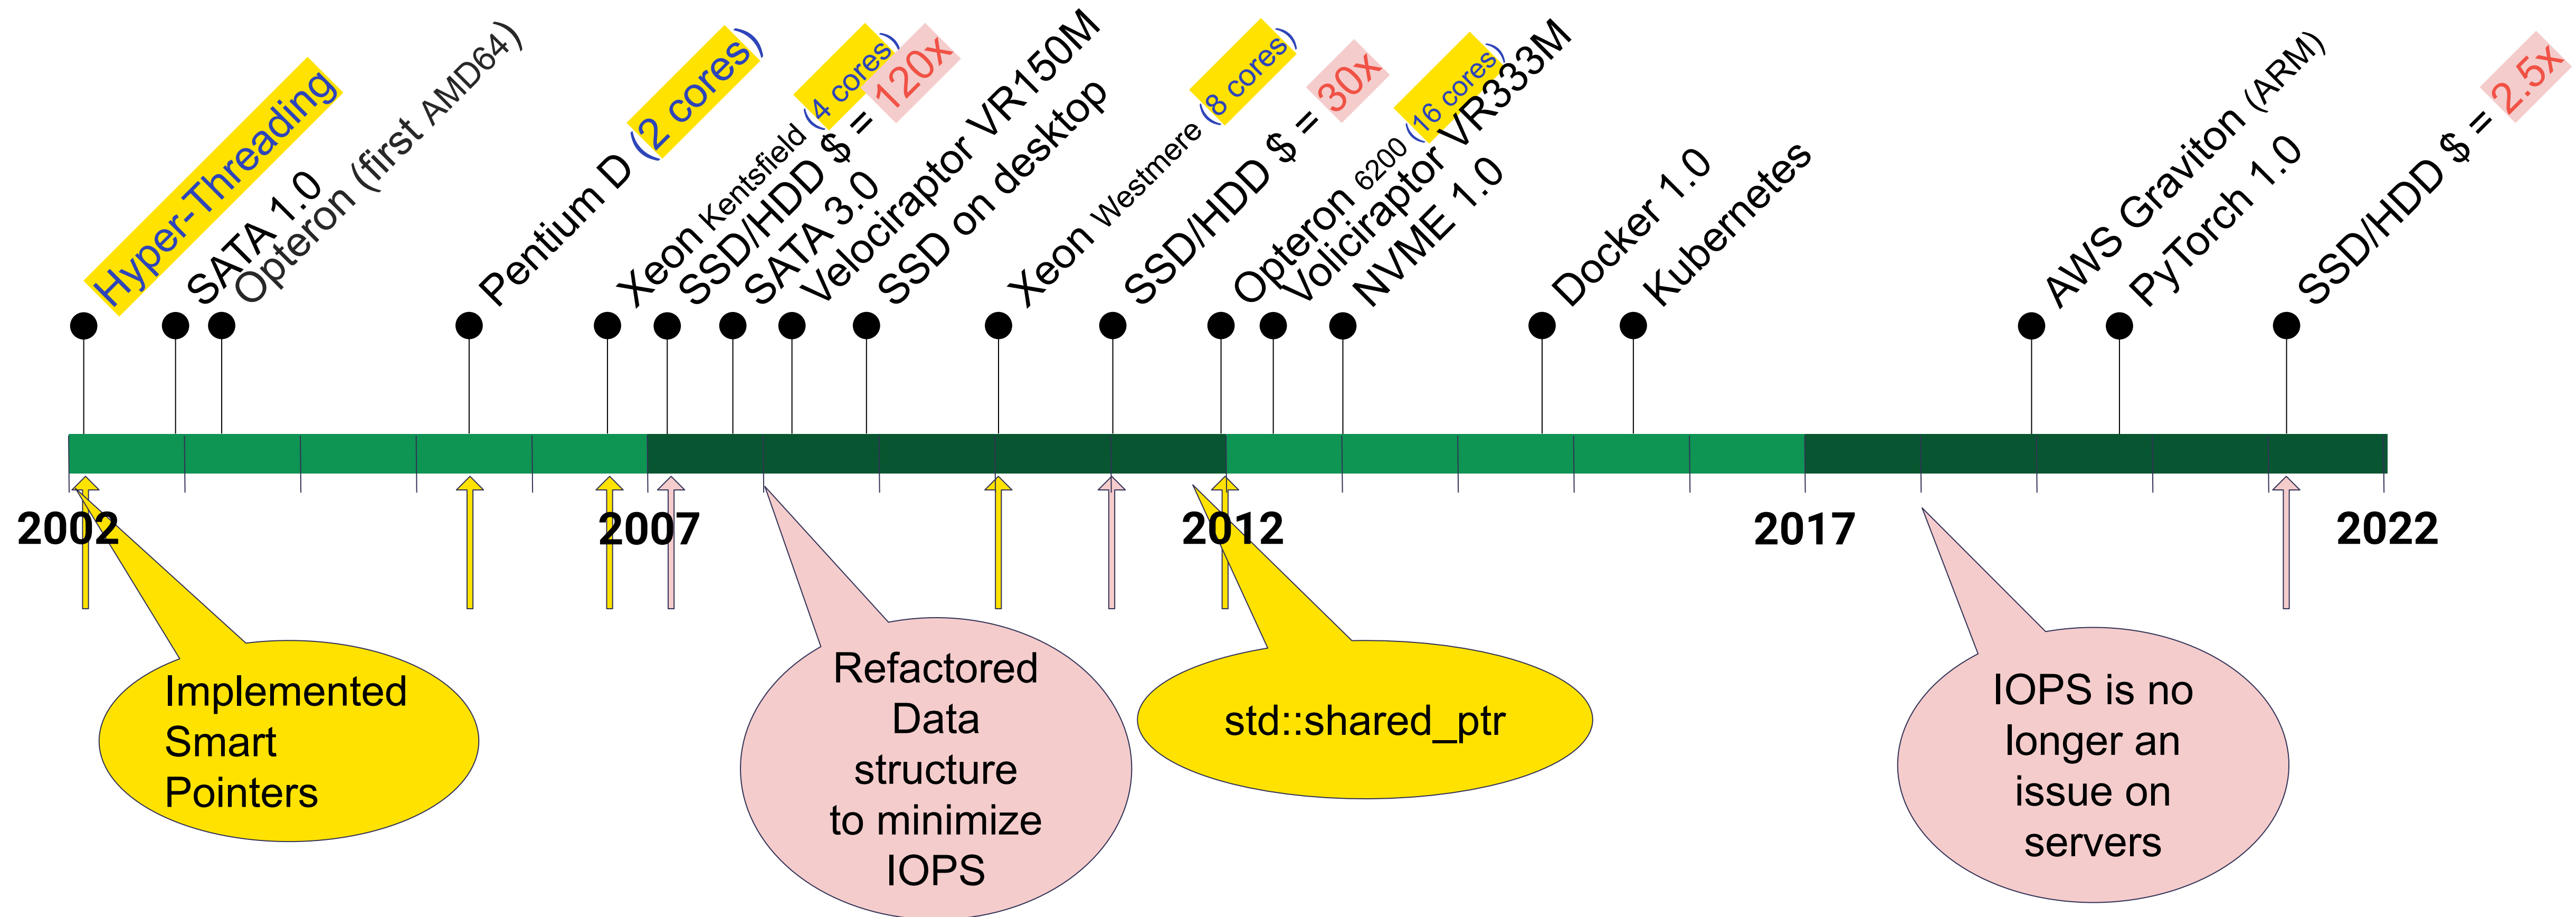 Hyper-Threading
SATA 1.0
Opteron (first AMD64)
Pentium D (2 cores)
Xeon Kentsfield (4 cores)
SSD/HDD $ = 120x
SATA 3.0
Velociraptor VR150M
SSD on desktop
Xeon Westmere (8 cores)
SSD/HDD $ = 30x
Opteron 6200 (16 cores)
Voliciraptor VR333M
NVME 1.0
Docker 1.0
Kubernetes
AWS Graviton (ARM)
PyTorch 1.0
SSD/HDD $ = 2.5x
2002
2007
2012
2017
2022
Implemented
Smart
Pointers
Refactored
Data
structure
to minimize
IOPS
std::shared_ptr
IOPS is no
longer an
issue on
servers